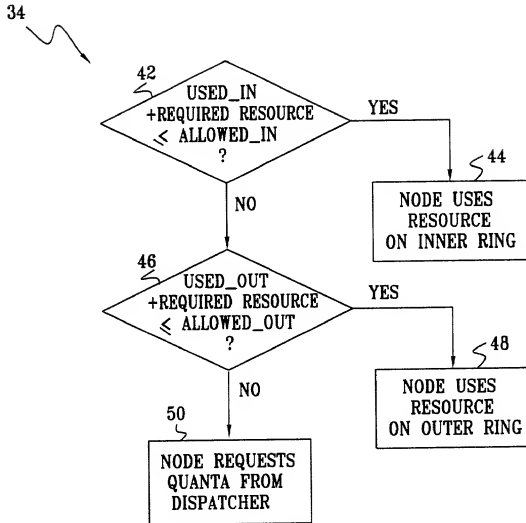 34
42
USED_IN
+REQUIRED RESOURCE
≤ ALLOWED_IN
?
YES
44
NODE USES
RESOURCE
ON INNER RING
NO
46
USED_OUT
+REQUIRED RESOURCE
≤ ALLOWED_OUT
?
YES
48
NODE USES
RESOURCE
ON OUTER RING
NO
50
NODE REQUESTS
QUANTA FROM
DISPATCHER